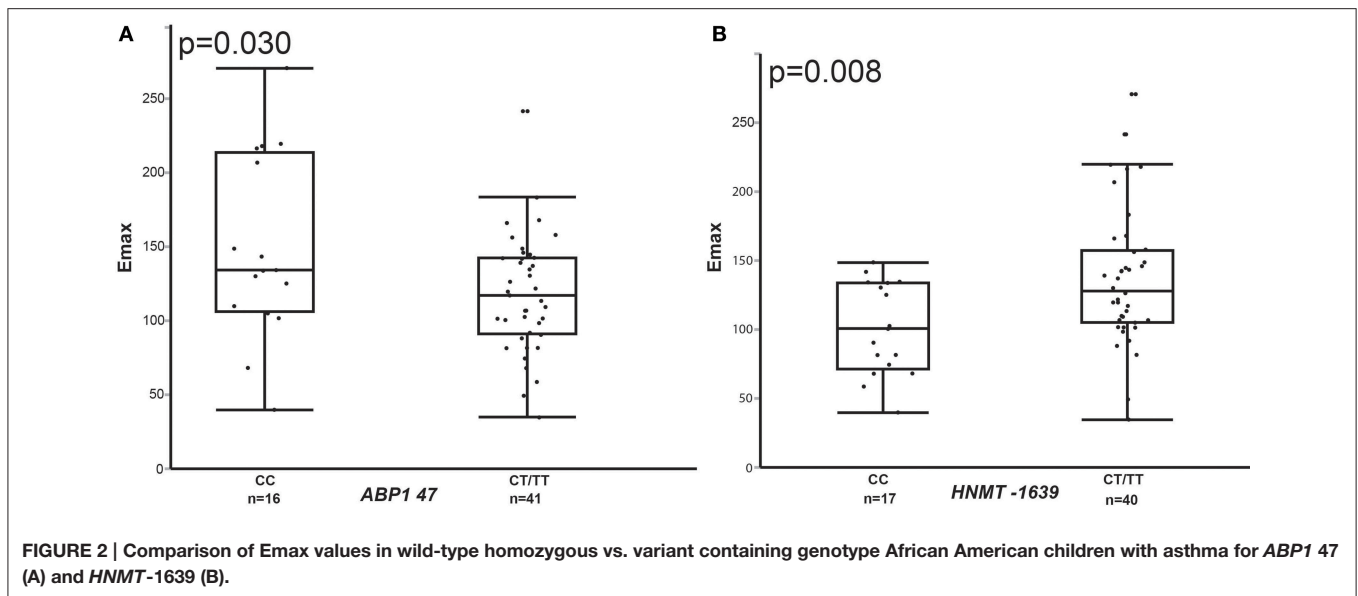 A
p=0.030
250
200
150
100
50
0
Emax
CC
n=16
ABP1 47
CT/TT
n=41
B
p=0.008
250
200
150
100
50
0
Emax
CC
n=17
HNMT -1639
CT/TT
n=40
FIGURE 2 | Comparison of Emax values in wild-type homozygous vs. variant containing genotype African American children with asthma for ABP1 47
(A) and HNMT-1639 (B).